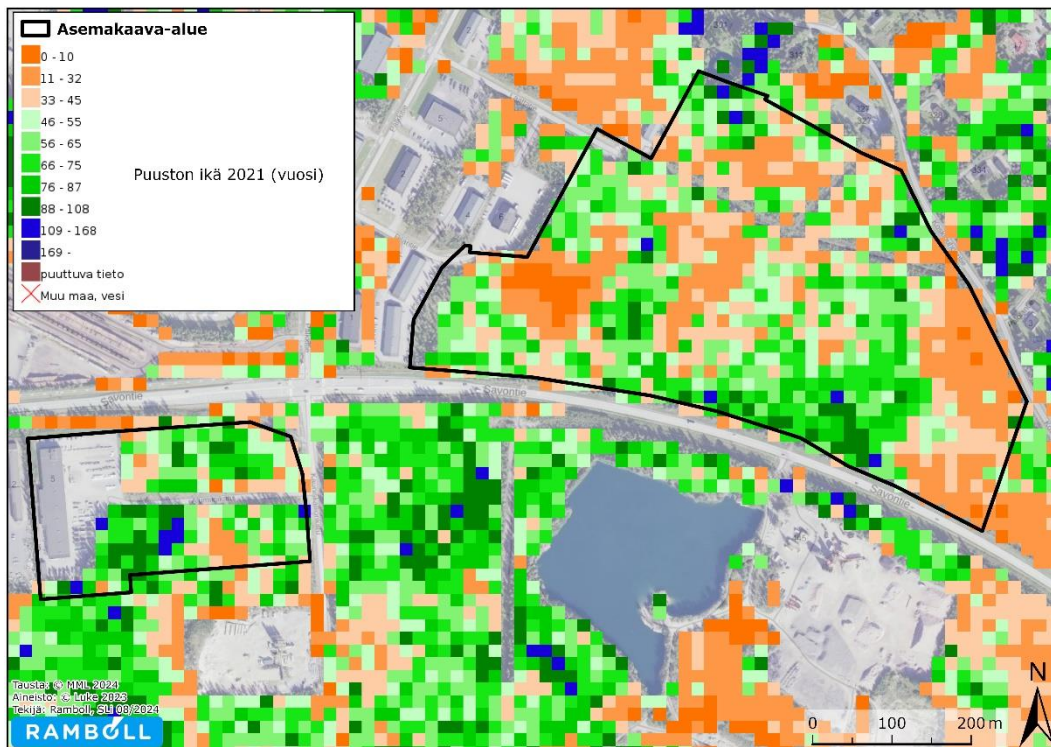 Asemakaava-alue
0 - 10
11 - 32
33 - 45
46 - 55
56 - 65
66 - 75
76 - 87
88 - 108
109 - 168
169 -
puuttuva tieto
Muu maa, vesi
Puuston ikä 2021 (vuosi)
Savontie
Savontie
Savontie
Tausta: © MML 2024
Aineisto: © Luke 2023
Tekijä: Ramboll, SLI 08/2024
RAMBOLL
N
0 100 200 m